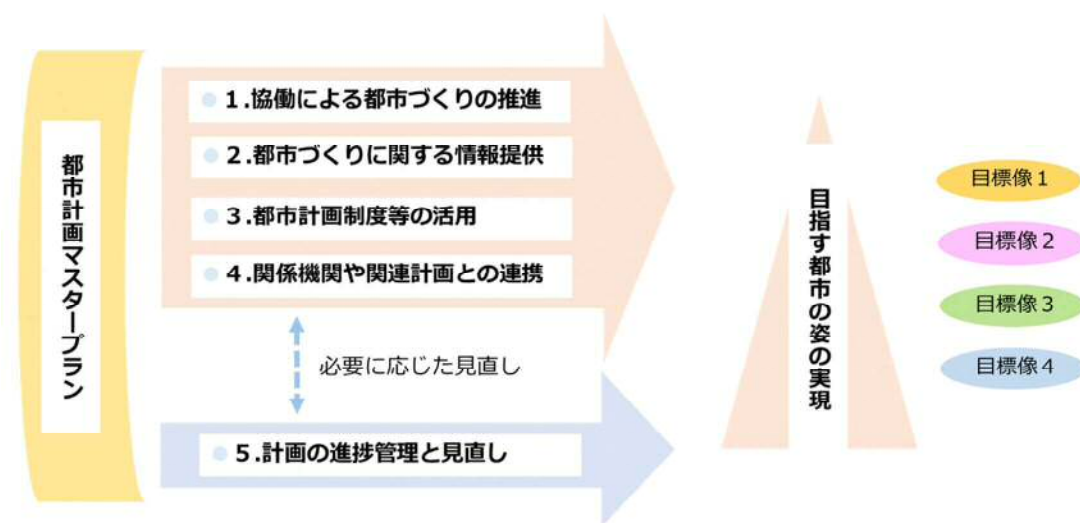 都市計画マスタープラン
1.協働による都市づくりの推進
2.都市づくりに関する情報提供
3.都市計画制度等の活用
4.関係機関や関連計画との連携
必要に応じた見直し
5.計画の進捗管理と見直し
目指す都市の姿の実現
目標像1
目標像2
目標像3
目標像4